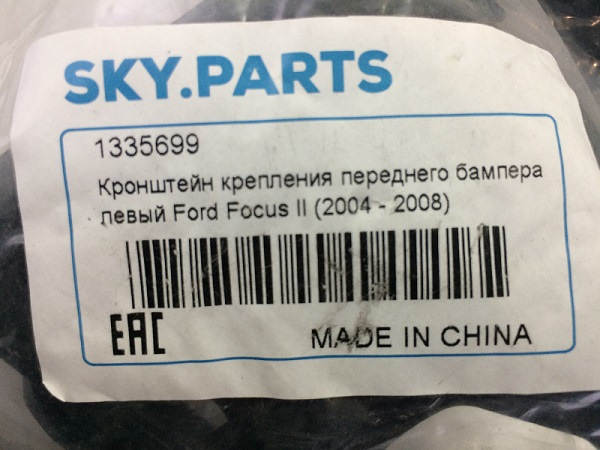 SKY.PARTS
1335699
Кронштейн крепления переднего бампера
левый Ford Focus II (2004 - 2008)
EAC
MADE IN CHINA